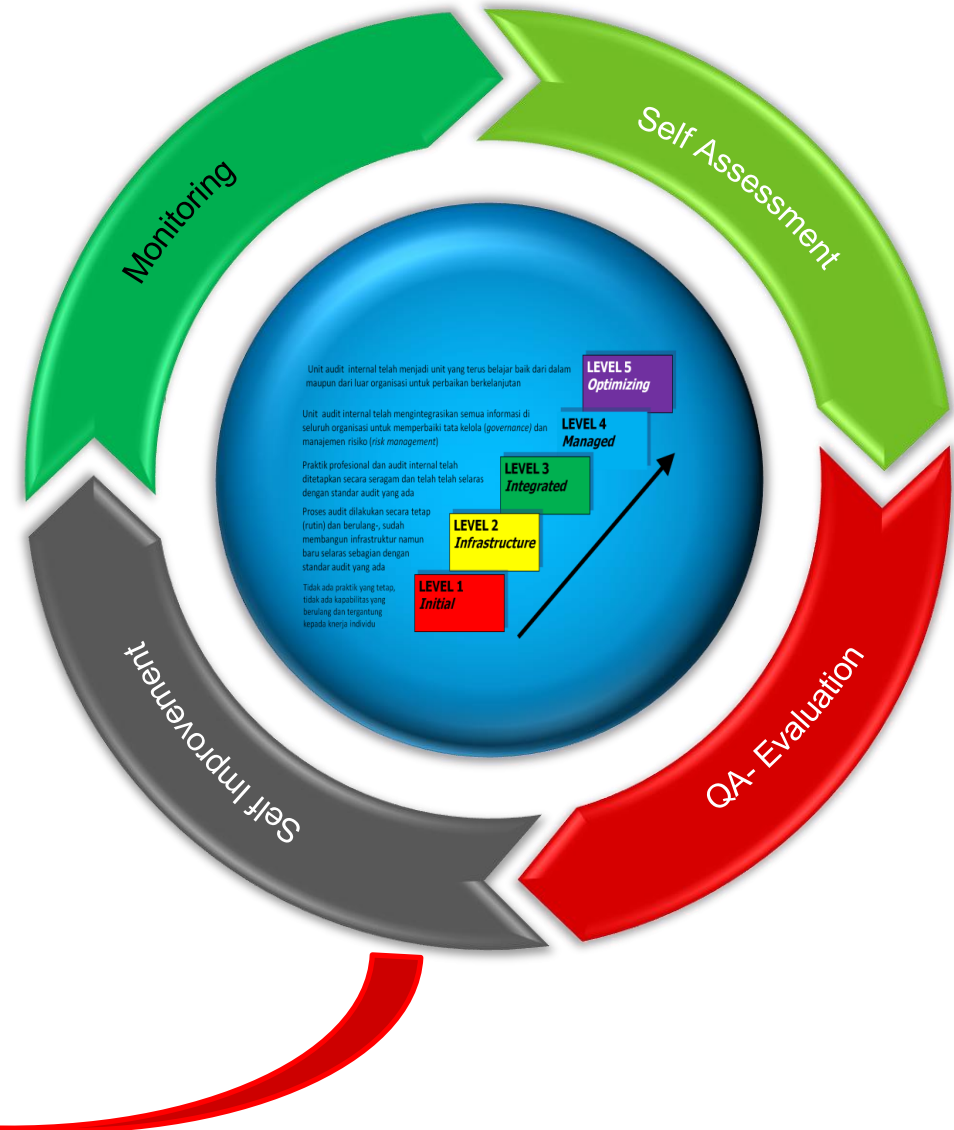 Monitoring
Self Assessment
QA- Evaluation
Self Improvement
Unit audit internal telah menjadi unit yang terus belajar baik dari dalam
maupun dari luar organisasi untuk perbaikan berkelanjutan
LEVEL 5
Optimizing
Unit audit internal telah mengintegrasikan semua informasi di
seluruh organisasi untuk memperbaiki tata kelola (governance) dan
manajemen risiko (risk management)
LEVEL 4
Managed
Praktik profesional dan audit internal telah
ditetapkan secara seragam dan telah telah selaras
dengan standar audit yang ada
LEVEL 3
Integrated
Proses audit dilakukan secara tetap
(rutin) dan berulang-, sudah
membangun infrastruktur namun
baru selaras sebagian dengan
standar audit yang ada
LEVEL 2
Infrastructure
Tidak ada praktik yang tetap,
tidak ada kapabilitas yang
berulang dan tergantung
kepada knerja individu
LEVEL 1
Initial